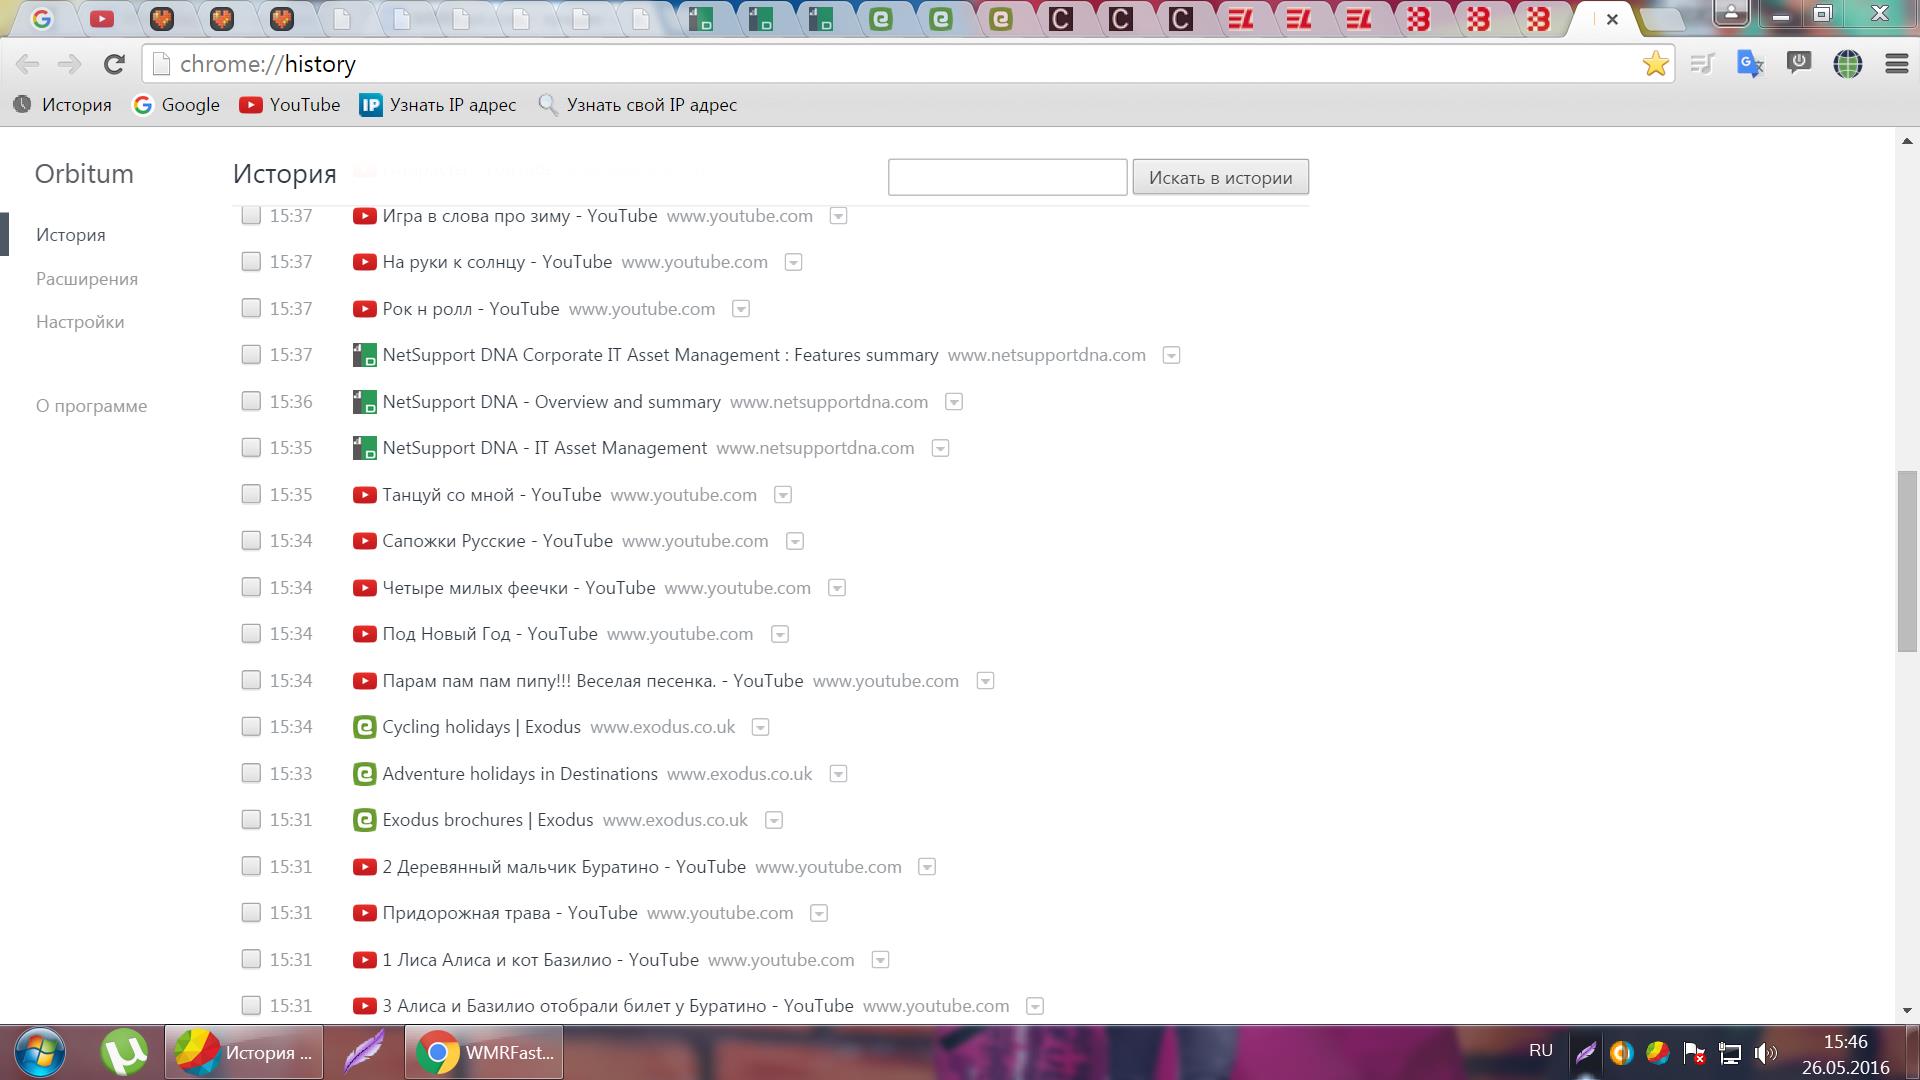 chrome://history
История Google YouTube Узнать IP адрес Узнать свой IP адрес
Orbitum
История
Расширения
Настройки
О программе
История
Искать в истории
15:37 Игра в слова про зиму - YouTube www.youtube.com
15:37 На руки к солнцу - YouTube www.youtube.com
15:37 Рок н ролл - YouTube www.youtube.com
15:37 NetSupport DNA Corporate IT Asset Management : Features summary www.netsupportdna.com
15:36 NetSupport DNA - Overview and summary www.netsupportdna.com
15:35 NetSupport DNA - IT Asset Management www.netsupportdna.com
15:35 Танцуй со мной - YouTube www.youtube.com
15:34 Сапожки Русские - YouTube www.youtube.com
15:34 Четыре милых феечки - YouTube www.youtube.com
15:34 Под Новый Год - YouTube www.youtube.com
15:34 Парам пам пам пипу!!! Веселая песенка. - YouTube www.youtube.com
15:34 Cycling holidays | Exodus www.exodus.co.uk
15:33 Adventure holidays in Destinations www.exodus.co.uk
15:31 Exodus brochures | Exodus www.exodus.co.uk
15:31 2 Деревянный мальчик Буратино - YouTube www.youtube.com
15:31 Придорожная трава - YouTube www.youtube.com
15:31 1 Лиса Алиса и кот Базилио - YouTube www.youtube.com
15:31 3 Алиса и Базилио отобрали билет у Буратино - YouTube www.youtube.com
История ...
WMRFast...
RU
15:46
26.05.2016